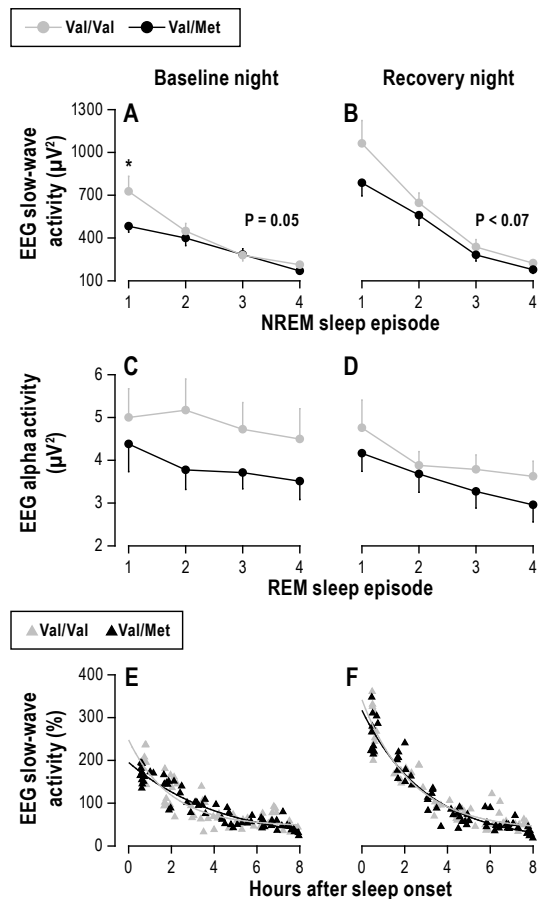 Val/Val Val/Met
Baseline night Recovery night
A B
EEG slow-wave
activity (µV²)
1300
1000
700
400
100
*
P = 0.05
P < 0.07
1 2 3 4
1 2 3 4
NREM sleep episode
C D
EEG alpha activity
(µV²)
6
5
4
3
2
1 2 3 4
1 2 3 4
REM sleep episode
Val/Val Val/Met
E F
EEG slow-wave
activity (%)
400
300
200
100
0
0 2 4 6 8
0 2 4 6 8
Hours after sleep onset